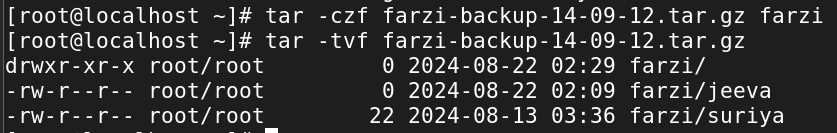 [root@localhost ~]# tar -czf farzi-backup-14-09-12.tar.gz farzi
[root@localhost ~]# tar -tvf farzi-backup-14-09-12.tar.gz
drwxr-xr-x root/root         0 2024-08-22 02:29 farzi/
-rw-r--r-- root/root         0 2024-08-22 02:09 farzi/jeeva
-rw-r--r-- root/root        22 2024-08-13 03:36 farzi/suriya